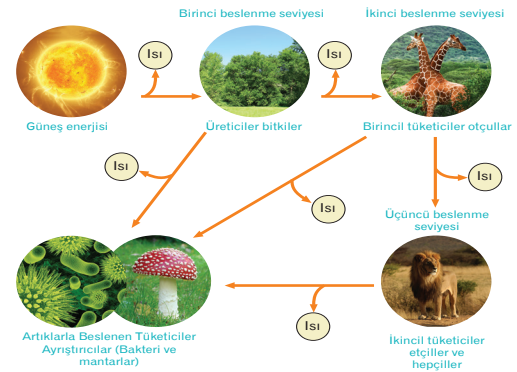 Birinci beslenme seviyesi
İkinci beslenme seviyesi
Isı
Isı
Güneş enerjisi
Üreticiler bitkiler
Birincil tüketiciler otçullar
Isı
Isı
Isı
Üçüncü beslenme
seviyesi
Isı
Artıklarla Beslenen Tüketiciler
Ayrıştırıcılar (Bakteri ve
mantarlar)
İkincil tüketiciler
etçiller ve
hepçiller